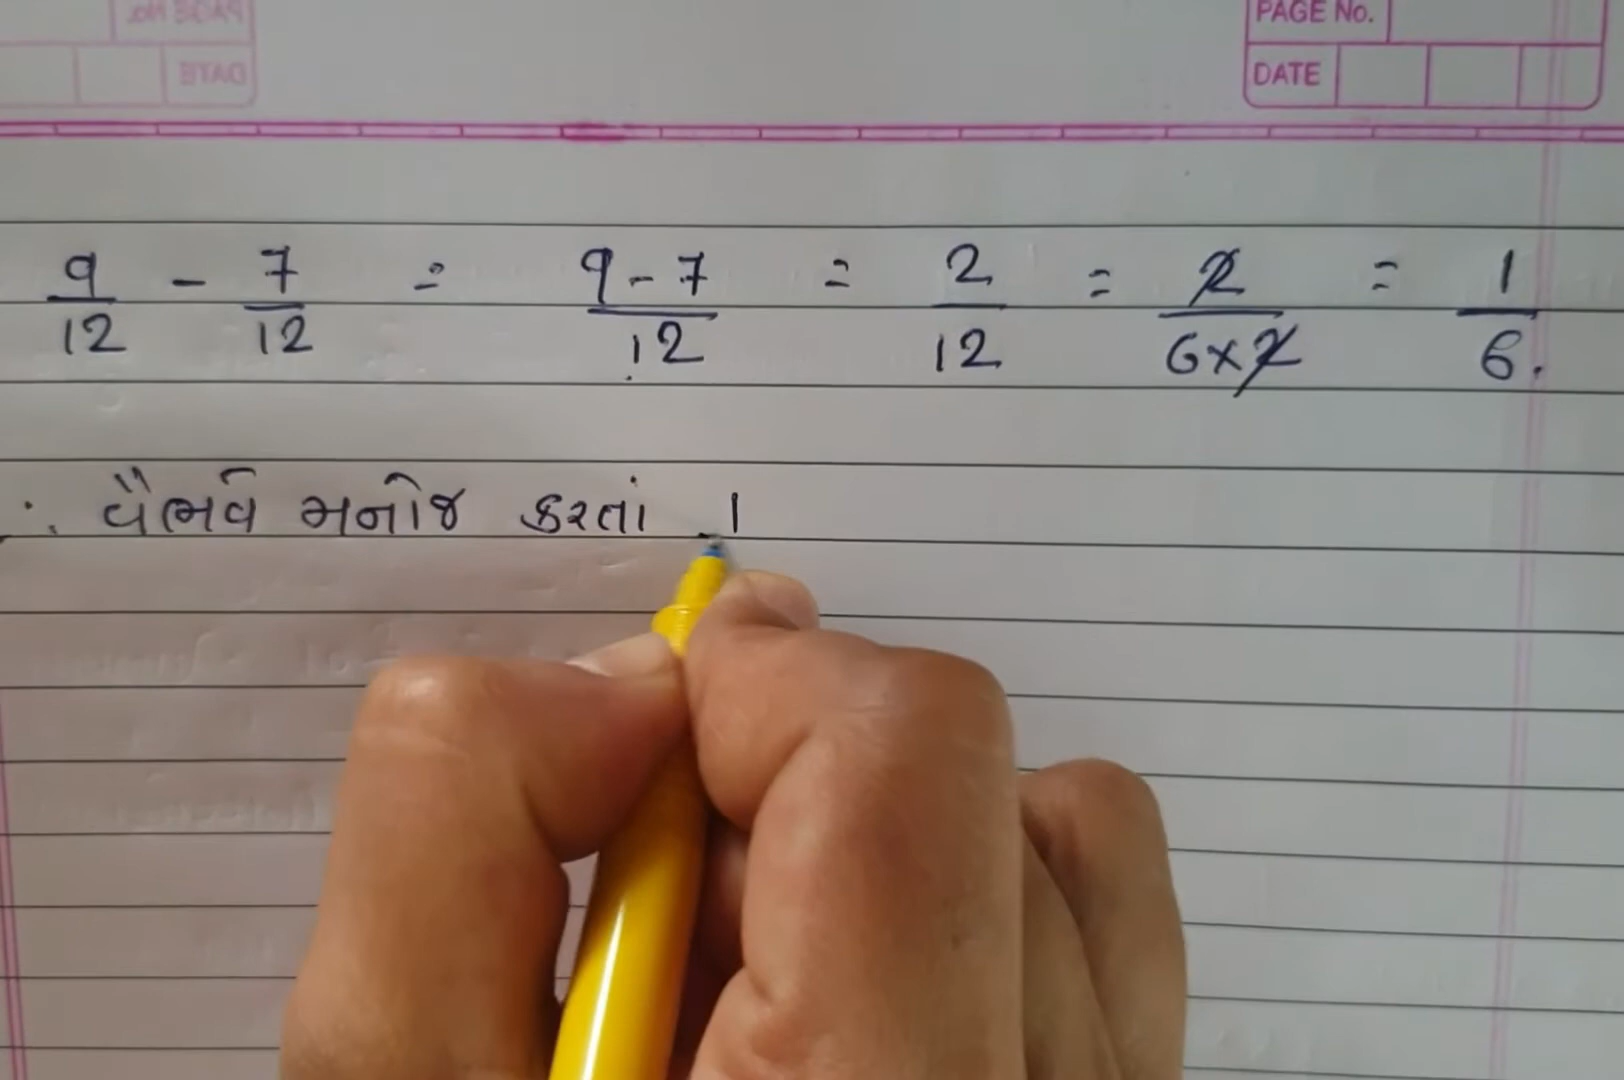 PAGE No.
DATE
9/12 - 7/12 = 9-7/12 = 2/12 = 2/6×2 = 1/6.
∴ વૈભવે મનોજ કરતાં 1